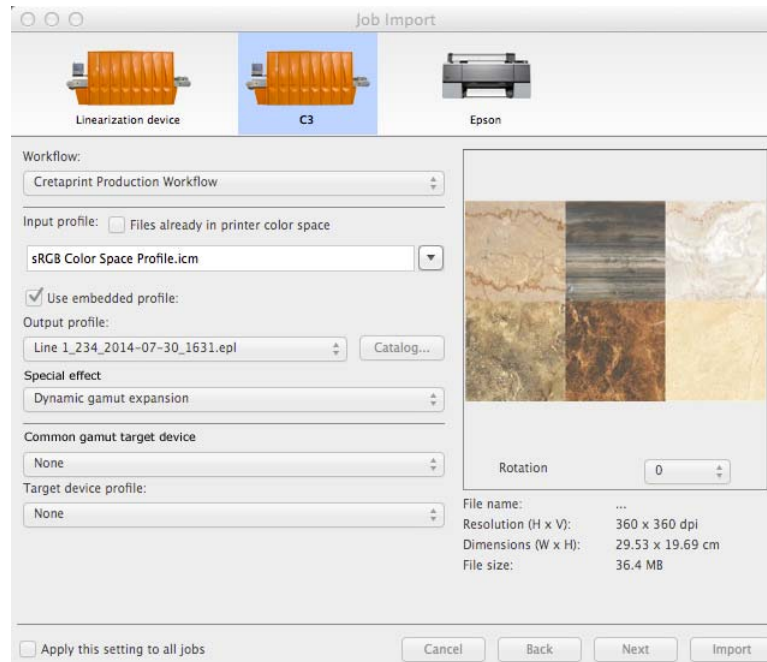 Job Import
Linearization device
C3
Epson
Workflow:
Cretaprint Production Workflow
Input profile:
Files already in printer color space
sRGB Color Space Profile.icm
Use embedded profile:
Output profile:
Line 1_234_2014-07-30_1631.epl
Catalog...
Special effect
Dynamic gamut expansion
Common gamut target device
None
Target device profile:
None
Rotation
0
File name: ...
Resolution (H x V): 360 x 360 dpi
Dimensions (W x H): 29.53 x 19.69 cm
File size: 36.4 MB
Apply this setting to all jobs
Cancel
Back
Next
Import